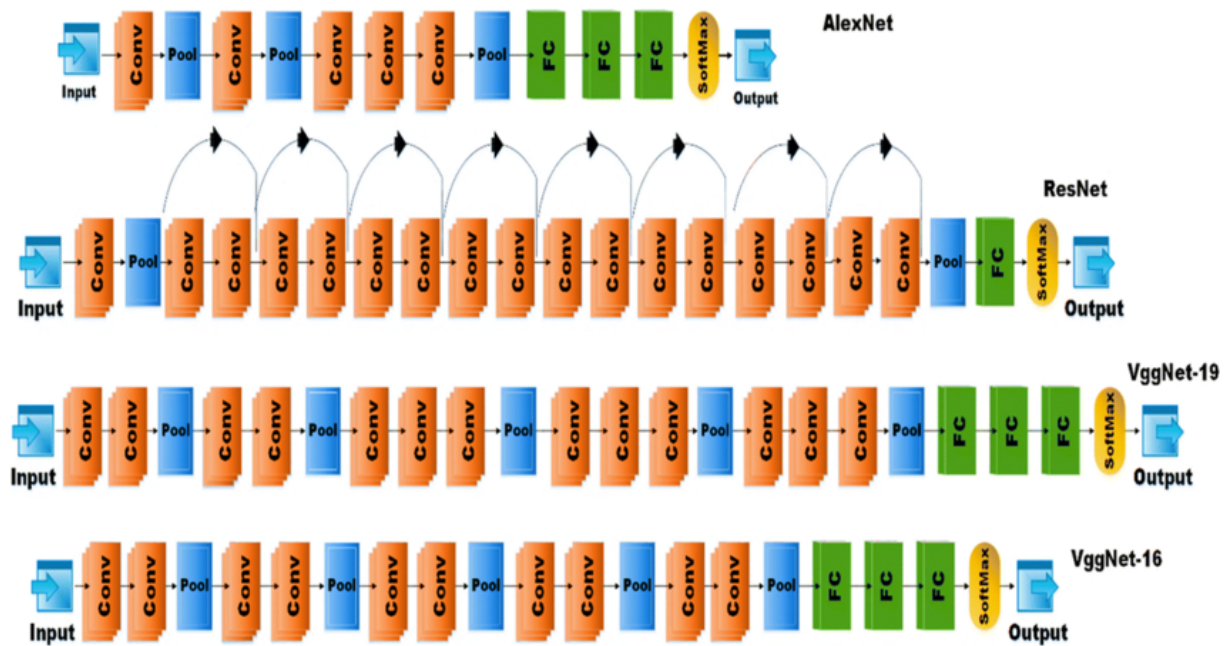 AlexNet
Conv Pool Conv Pool Conv Conv Conv Pool FC FC FC SoftMax
Input Output
ResNet
Conv Pool Conv Conv Conv Conv Conv Conv Conv Conv Conv Conv Conv Conv Conv Conv Conv Conv Pool FC SoftMax
Input Output
VggNet-19
Conv Conv Pool Conv Conv Pool Conv Conv Conv Pool Conv Conv Conv Pool Conv Conv Conv Pool FC FC FC SoftMax
Input Output
VggNet-16
Conv Conv Pool Conv Conv Pool Conv Conv Pool Conv Conv Pool Conv Conv Pool FC FC FC SoftMax
Input Output